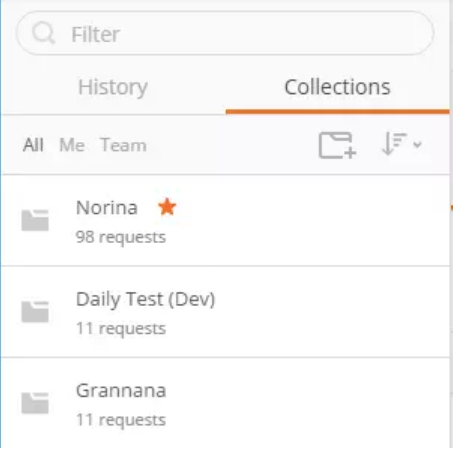 Filter
History Collections
All Me Team
Norina
98 requests
Daily Test (Dev)
11 requests
Grannana
11 requests